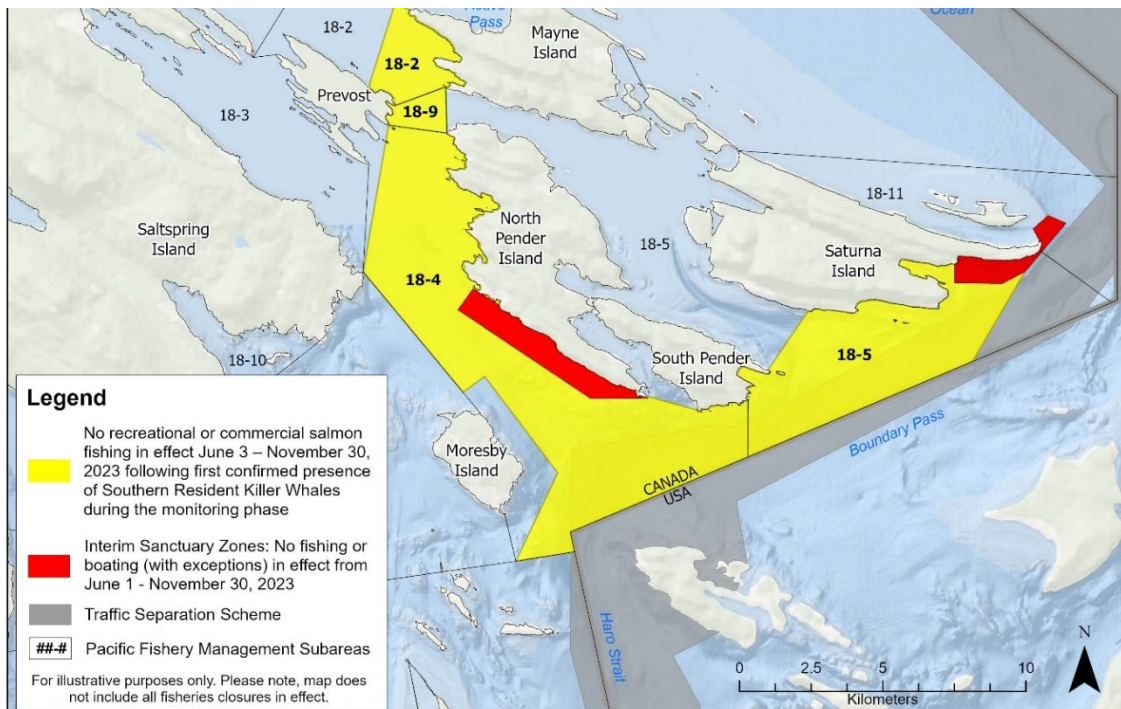 Active
Pass
Ocean
18-2
Mayne
Island
18-2
Prevost
18-9
18-3
18-11
North
Pender
Island
Saltspring
Island
18-5
Saturna
Island
18-4
18-10
South Pender
Island
18-5
Moresby
Island
Boundary Pass
CANADA
USA
Haro Strait
Legend
No recreational or commercial salmon
fishing in effect June 3 – November 30,
2023 following first confirmed presence
of Southern Resident Killer Whales
during the monitoring phase
Interim Sanctuary Zones: No fishing or
boating (with exceptions) in effect from
June 1 - November 30, 2023
Traffic Separation Scheme
##-# Pacific Fishery Management Subareas
For illustrative purposes only. Please note, map does
not include all fisheries closures in effect.
N
0 2.5 5 10
Kilometers